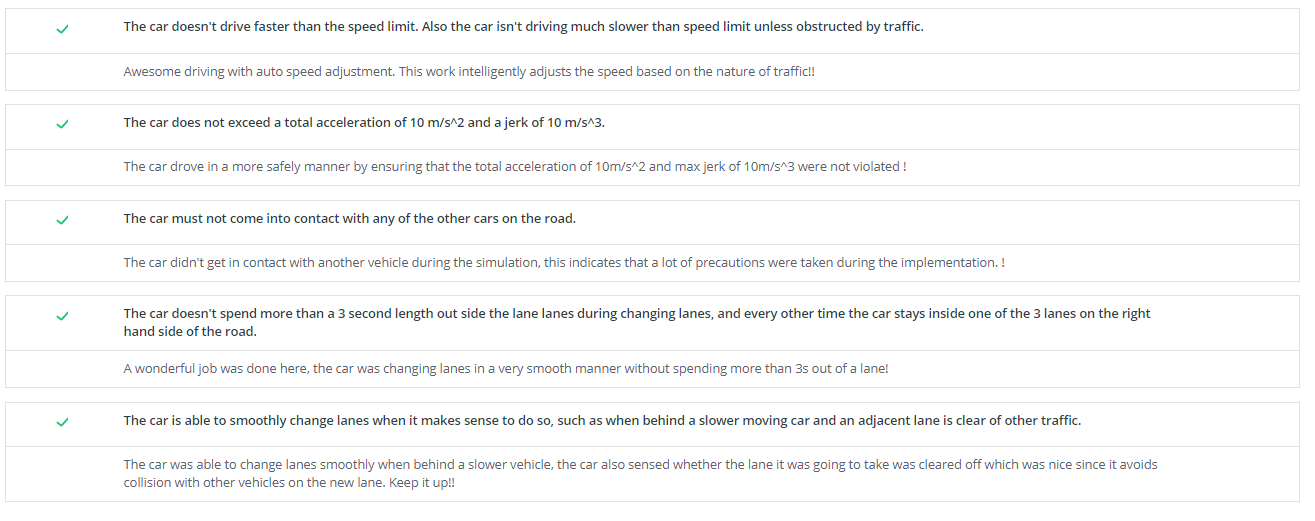 The car doesn't drive faster than the speed limit. Also the car isn't driving much slower than speed limit unless obstructed by traffic.
Awesome driving with auto speed adjustment. This work intelligently adjusts the speed based on the nature of traffic!!
The car does not exceed a total acceleration of 10 m/s^2 and a jerk of 10 m/s^3.
The car drove in a more safely manner by ensuring that the total acceleration of 10m/s^2 and max jerk of 10m/s^3 were not violated !
The car must not come into contact with any of the other cars on the road.
The car didn't get in contact with another vehicle during the simulation, this indicates that a lot of precautions were taken during the implementation. !
The car doesn't spend more than a 3 second length out side the lane lanes during changing lanes, and every other time the car stays inside one of the 3 lanes on the right
hand side of the road.
A wonderful job was done here, the car was changing lanes in a very smooth manner without spending more than 3s out of a lane!
The car is able to smoothly change lanes when it makes sense to do so, such as when behind a slower moving car and an adjacent lane is clear of other traffic.
The car was able to change lanes smoothly when behind a slower vehicle, the car also sensed whether the lane it was going to take was cleared off which was nice since it avoids
collision with other vehicles on the new lane. Keep it up!!